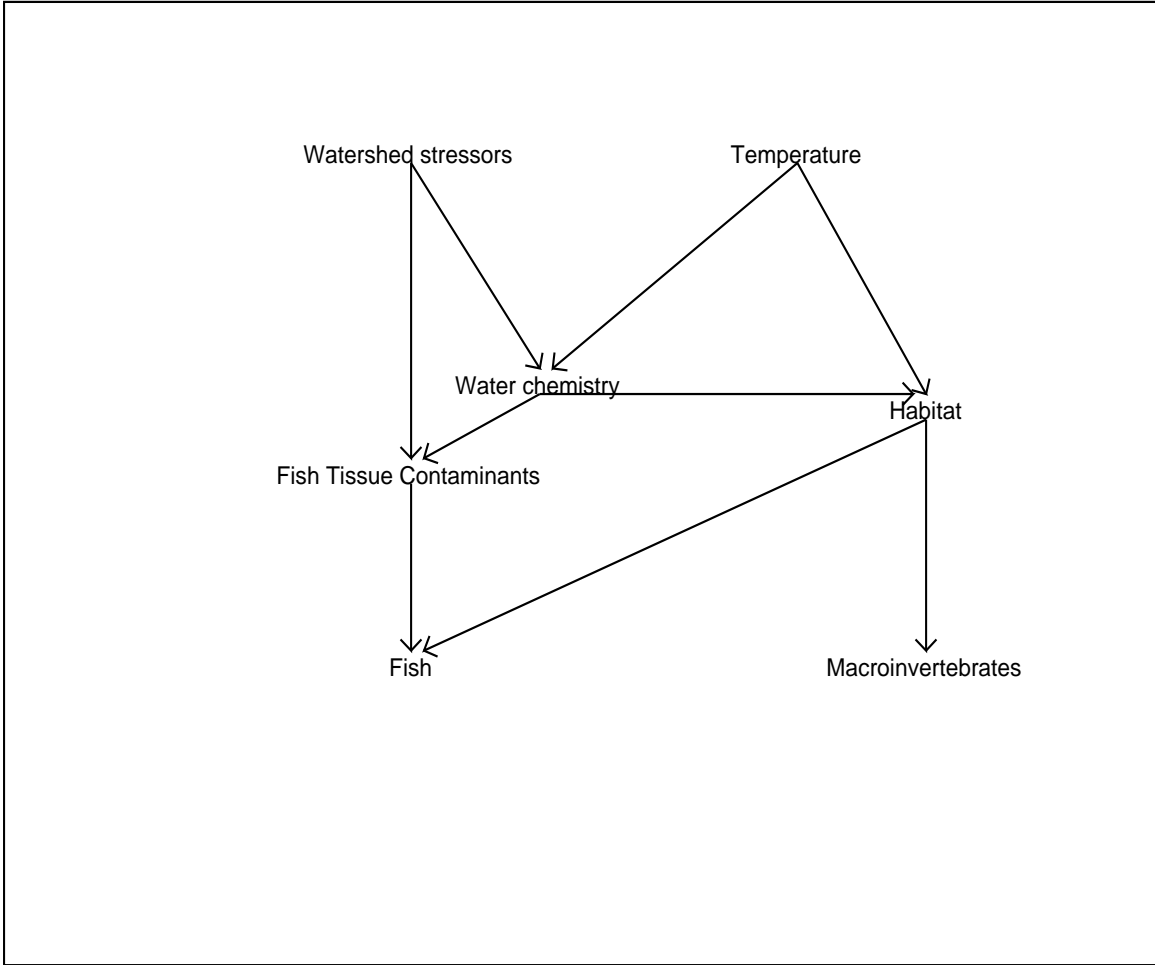 Watershed stressors
Temperature
Water chemistry
Habitat
Fish Tissue Contaminants
Fish
Macroinvertebrates